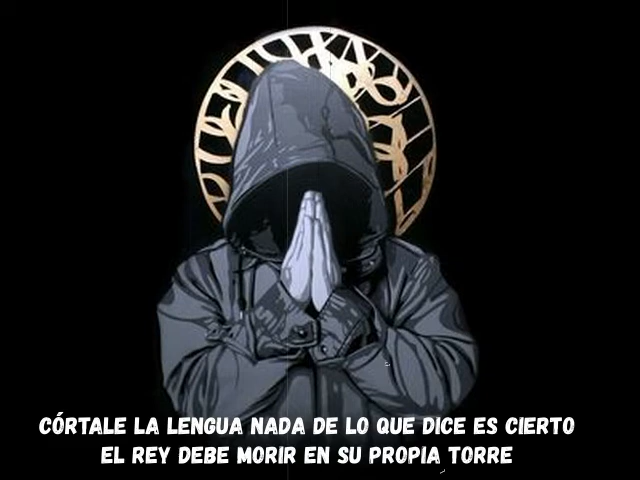 CÓRTALE LA LENGUA NADA DE LO QUE DICE ES CIERTO
EL REY DEBE MORIR EN SU PROPIA TORRE